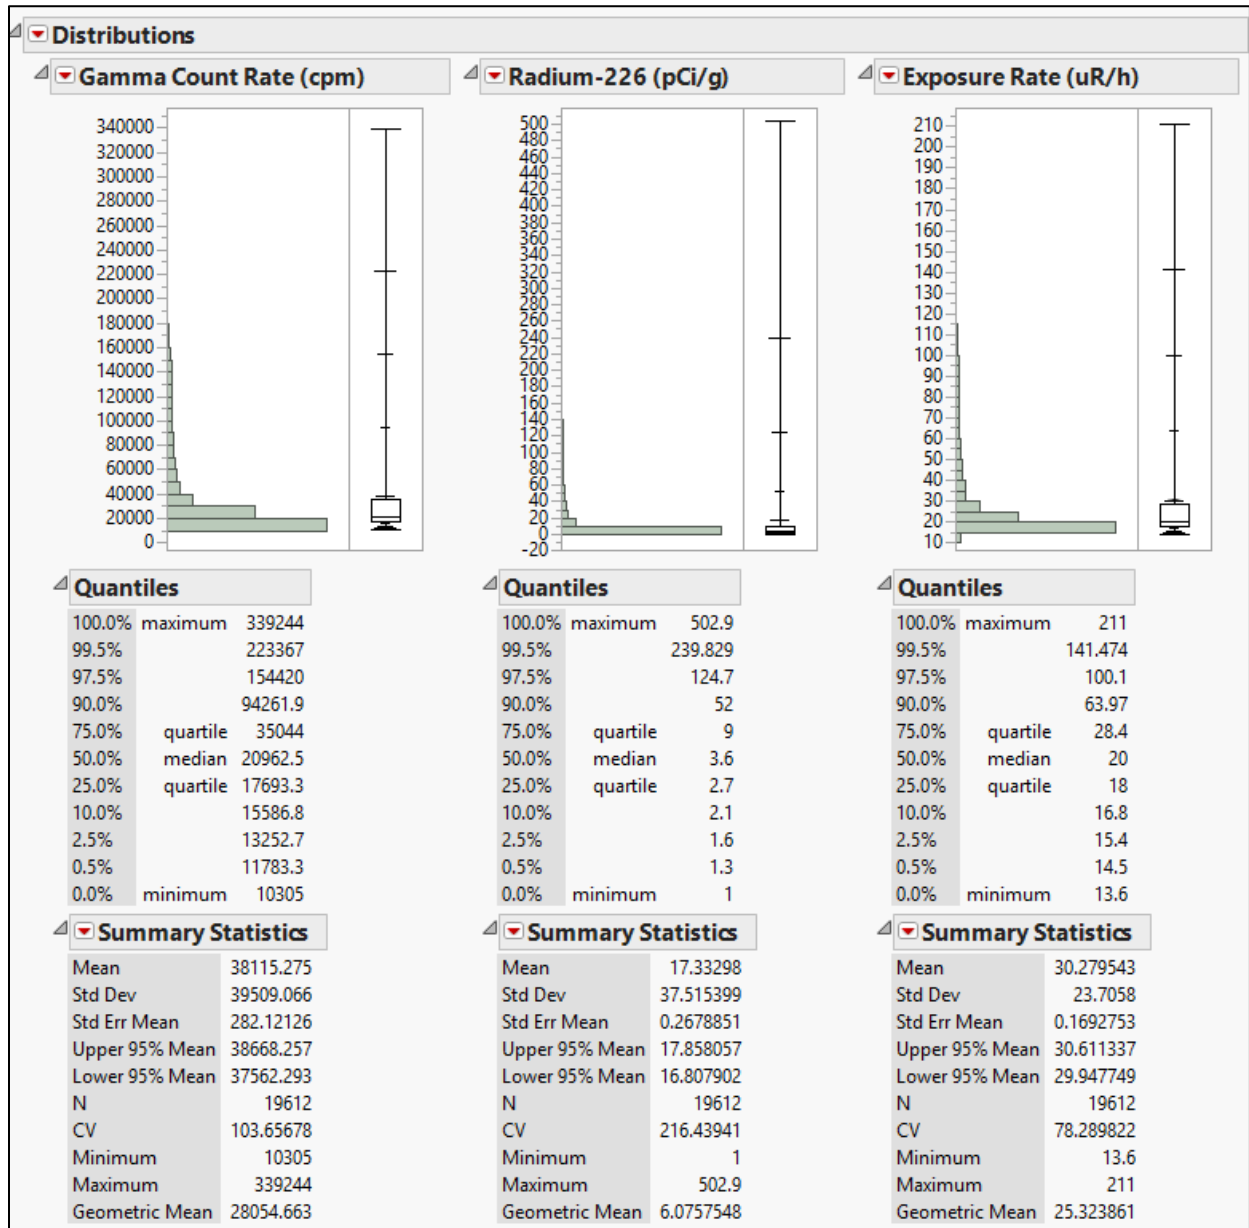 Distributions
Gamma Count Rate (cpm)
340000
320000
300000
280000
260000
240000
220000
200000
180000
160000
140000
120000
100000
80000
60000
40000
20000
0
Quantiles
100.0% maximum 339244
99.5% 223367
97.5% 154420
90.0% 94261.9
75.0% quartile 35044
50.0% median 20962.5
25.0% quartile 17693.3
10.0% 15586.8
2.5% 13252.7
0.5% 11783.3
0.0% minimum 10305
Summary Statistics
Mean 38115.275
Std Dev 39509.066
Std Err Mean 282.12126
Upper 95% Mean 38668.257
Lower 95% Mean 37562.293
N 19612
CV 103.65678
Minimum 10305
Maximum 339244
Geometric Mean 28054.663
Radium-226 (pCi/g)
500
480
460
440
420
400
380
360
340
320
300
280
260
240
220
200
180
160
140
120
100
80
60
40
20
0
-20
Quantiles
100.0% maximum 502.9
99.5% 239.829
97.5% 124.7
90.0% 52
75.0% quartile 9
50.0% median 3.6
25.0% quartile 2.7
10.0% 2.1
2.5% 1.6
0.5% 1.3
0.0% minimum 1
Summary Statistics
Mean 17.33298
Std Dev 37.515399
Std Err Mean 0.2678851
Upper 95% Mean 17.858057
Lower 95% Mean 16.807902
N 19612
CV 216.43941
Minimum 1
Maximum 502.9
Geometric Mean 6.0757548
Exposure Rate (uR/h)
210
200
190
180
170
160
150
140
130
120
110
100
90
80
70
60
50
40
30
20
10
Quantiles
100.0% maximum 211
99.5% 141.474
97.5% 100.1
90.0% 63.97
75.0% quartile 28.4
50.0% median 20
25.0% quartile 18
10.0% 16.8
2.5% 15.4
0.5% 14.5
0.0% minimum 13.6
Summary Statistics
Mean 30.279543
Std Dev 23.7058
Std Err Mean 0.1692753
Upper 95% Mean 30.611337
Lower 95% Mean 29.947749
N 19612
CV 78.289822
Minimum 13.6
Maximum 211
Geometric Mean 25.323861